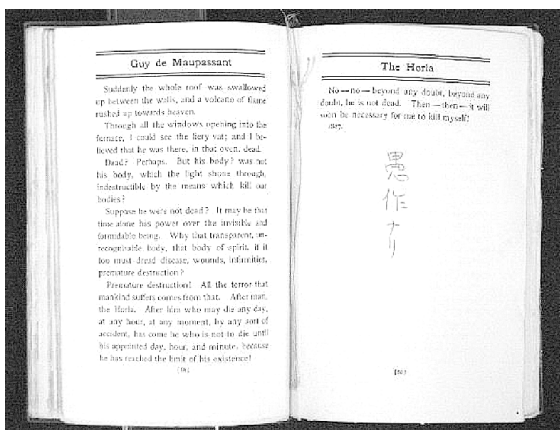 Guy de Maupassant
Suddenly the whole roof was swallowed
up between the walls, and a volcano of flame
rushed up towards heaven.
Through all the windows opening into the
furnace, I could see the fiery vat; and I be-
lieved that he was there, in that oven, dead.
Dead? Perhaps. But his body? was not
his body, which the light shone through,
indestructible by the means which kill our
bodies?
Suppose he were not dead? It may be that
time alone has power over the invisible and
formidable being. Why that transparent, un-
recognizable body, that body of spirit, if it
too must dread disease, wounds, infirmities,
premature destruction?
Premature destruction! All the terror that
mankind suffers comes from that. After man,
the Horla. After him who may die any day,
at any hour, at any moment, by any sort of
accident, has come he who is not to die until
his appointed day, hour, and minute, because
he has reached the limit of his existence!
The Horla
No—no—beyond any doubt, beyond any
doubt, he is not dead. Then—then—it will
soon be necessary for me to kill myself!
1887.
愚
作
ナリ